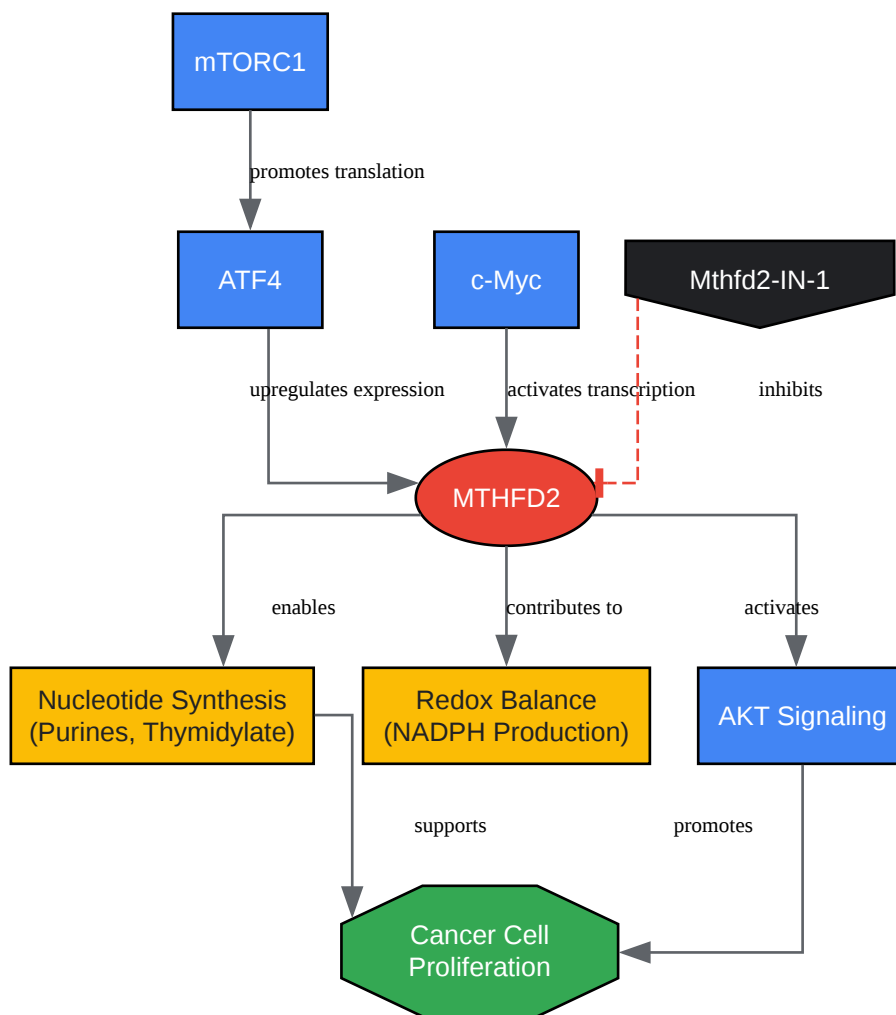 mTORC1
promotes translation
ATF4
c-Myc
Mthfd2-IN-1
upregulates expression
activates transcription
inhibits
MTHFD2
enables
contributes to
activates
Nucleotide Synthesis
(Purines, Thymidylate)
Redox Balance
(NADPH Production)
AKT Signaling
supports
promotes
Cancer Cell
Proliferation